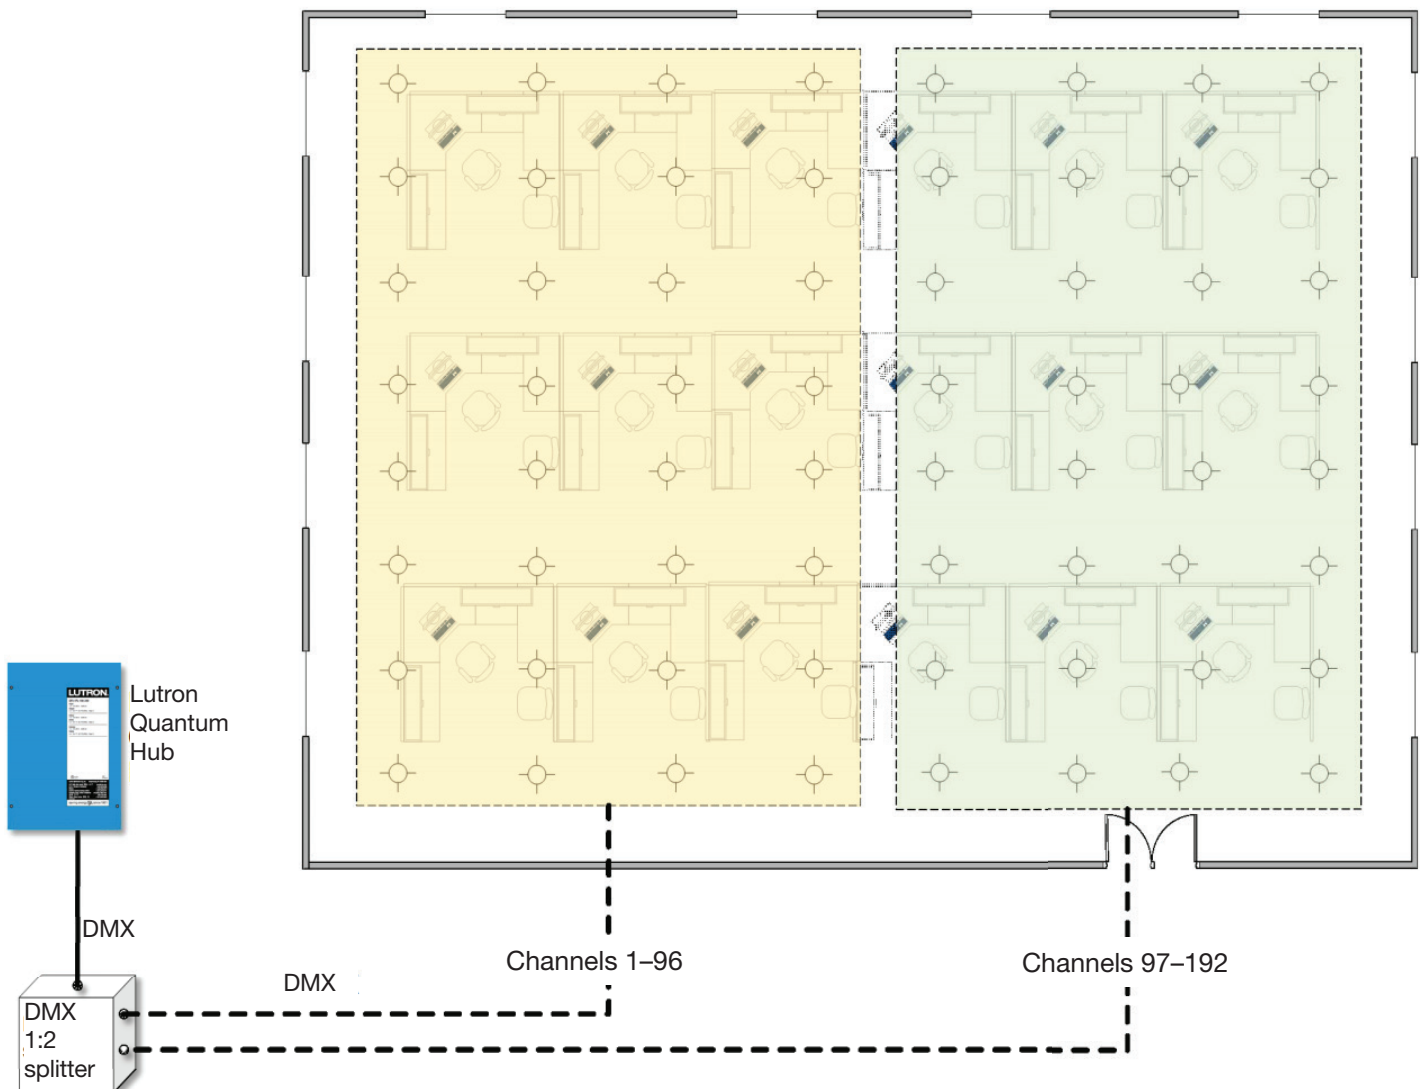 LUTRON
Lutron
Quantum
Hub
DMX
Channels 1–96
Channels 97–192
DMX
DMX
1:2
splitter